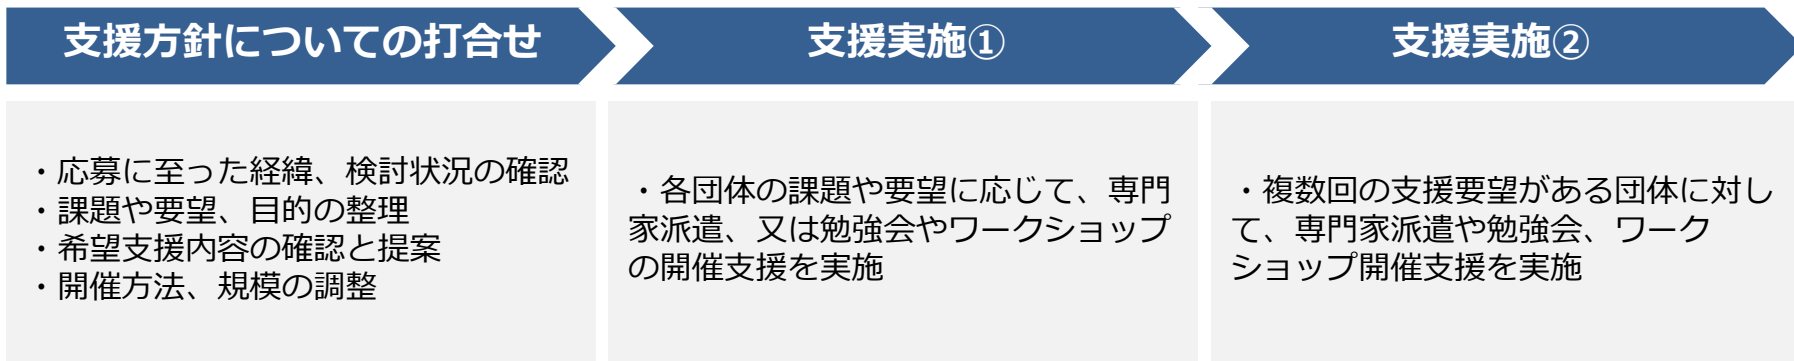 支援方針についての打合せ
・応募に至った経緯、検討状況の確認
・課題や要望、目的の整理
・希望支援内容の確認と提案
・開催方法、規模の調整
支援実施①
・各団体の課題や要望に応じて、専門
家派遣、又は勉強会やワークショップ
の開催支援を実施
支援実施②
・複数回の支援要望がある団体に対し
て、専門家派遣や勉強会、ワーク
ショップ開催支援を実施